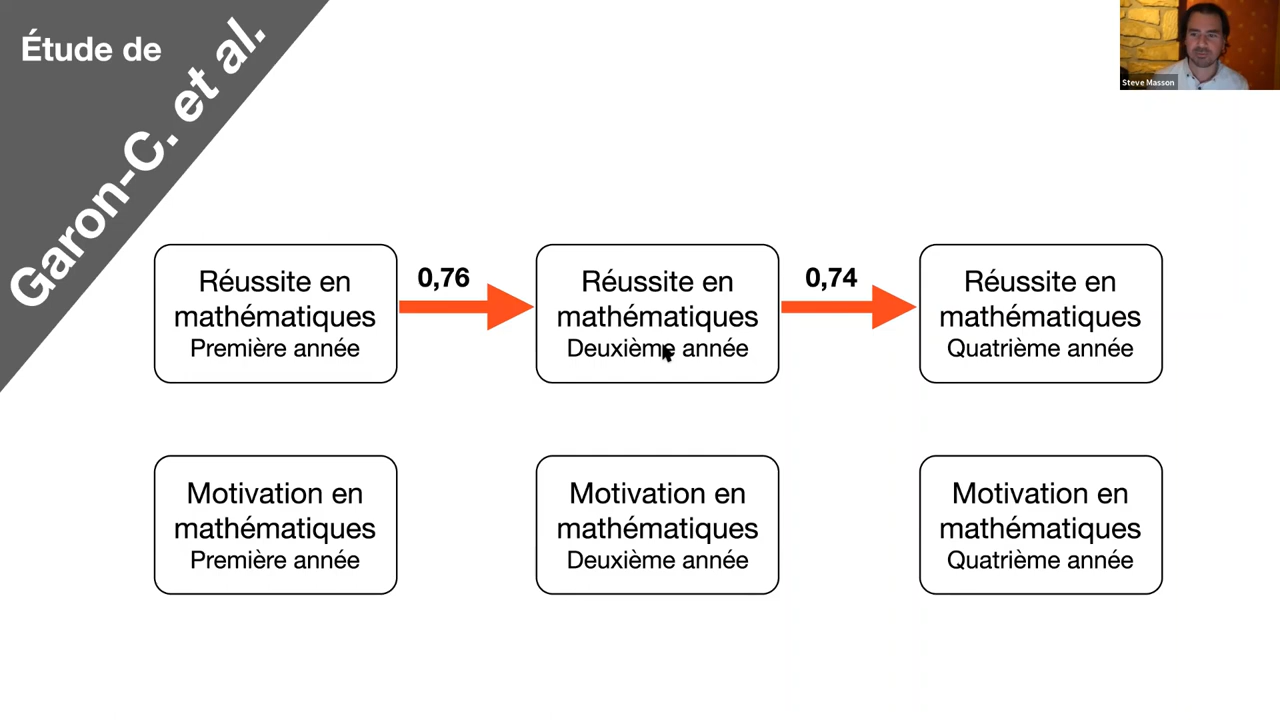 Étude de
Garon-C. et al.
Steve Masson
0,76
0,74
Réussite en
mathématiques
Première année
Réussite en
mathématiques
Deuxième année
Réussite en
mathématiques
Quatrième année
Motivation en
mathématiques
Première année
Motivation en
mathématiques
Deuxième année
Motivation en
mathématiques
Quatrième année